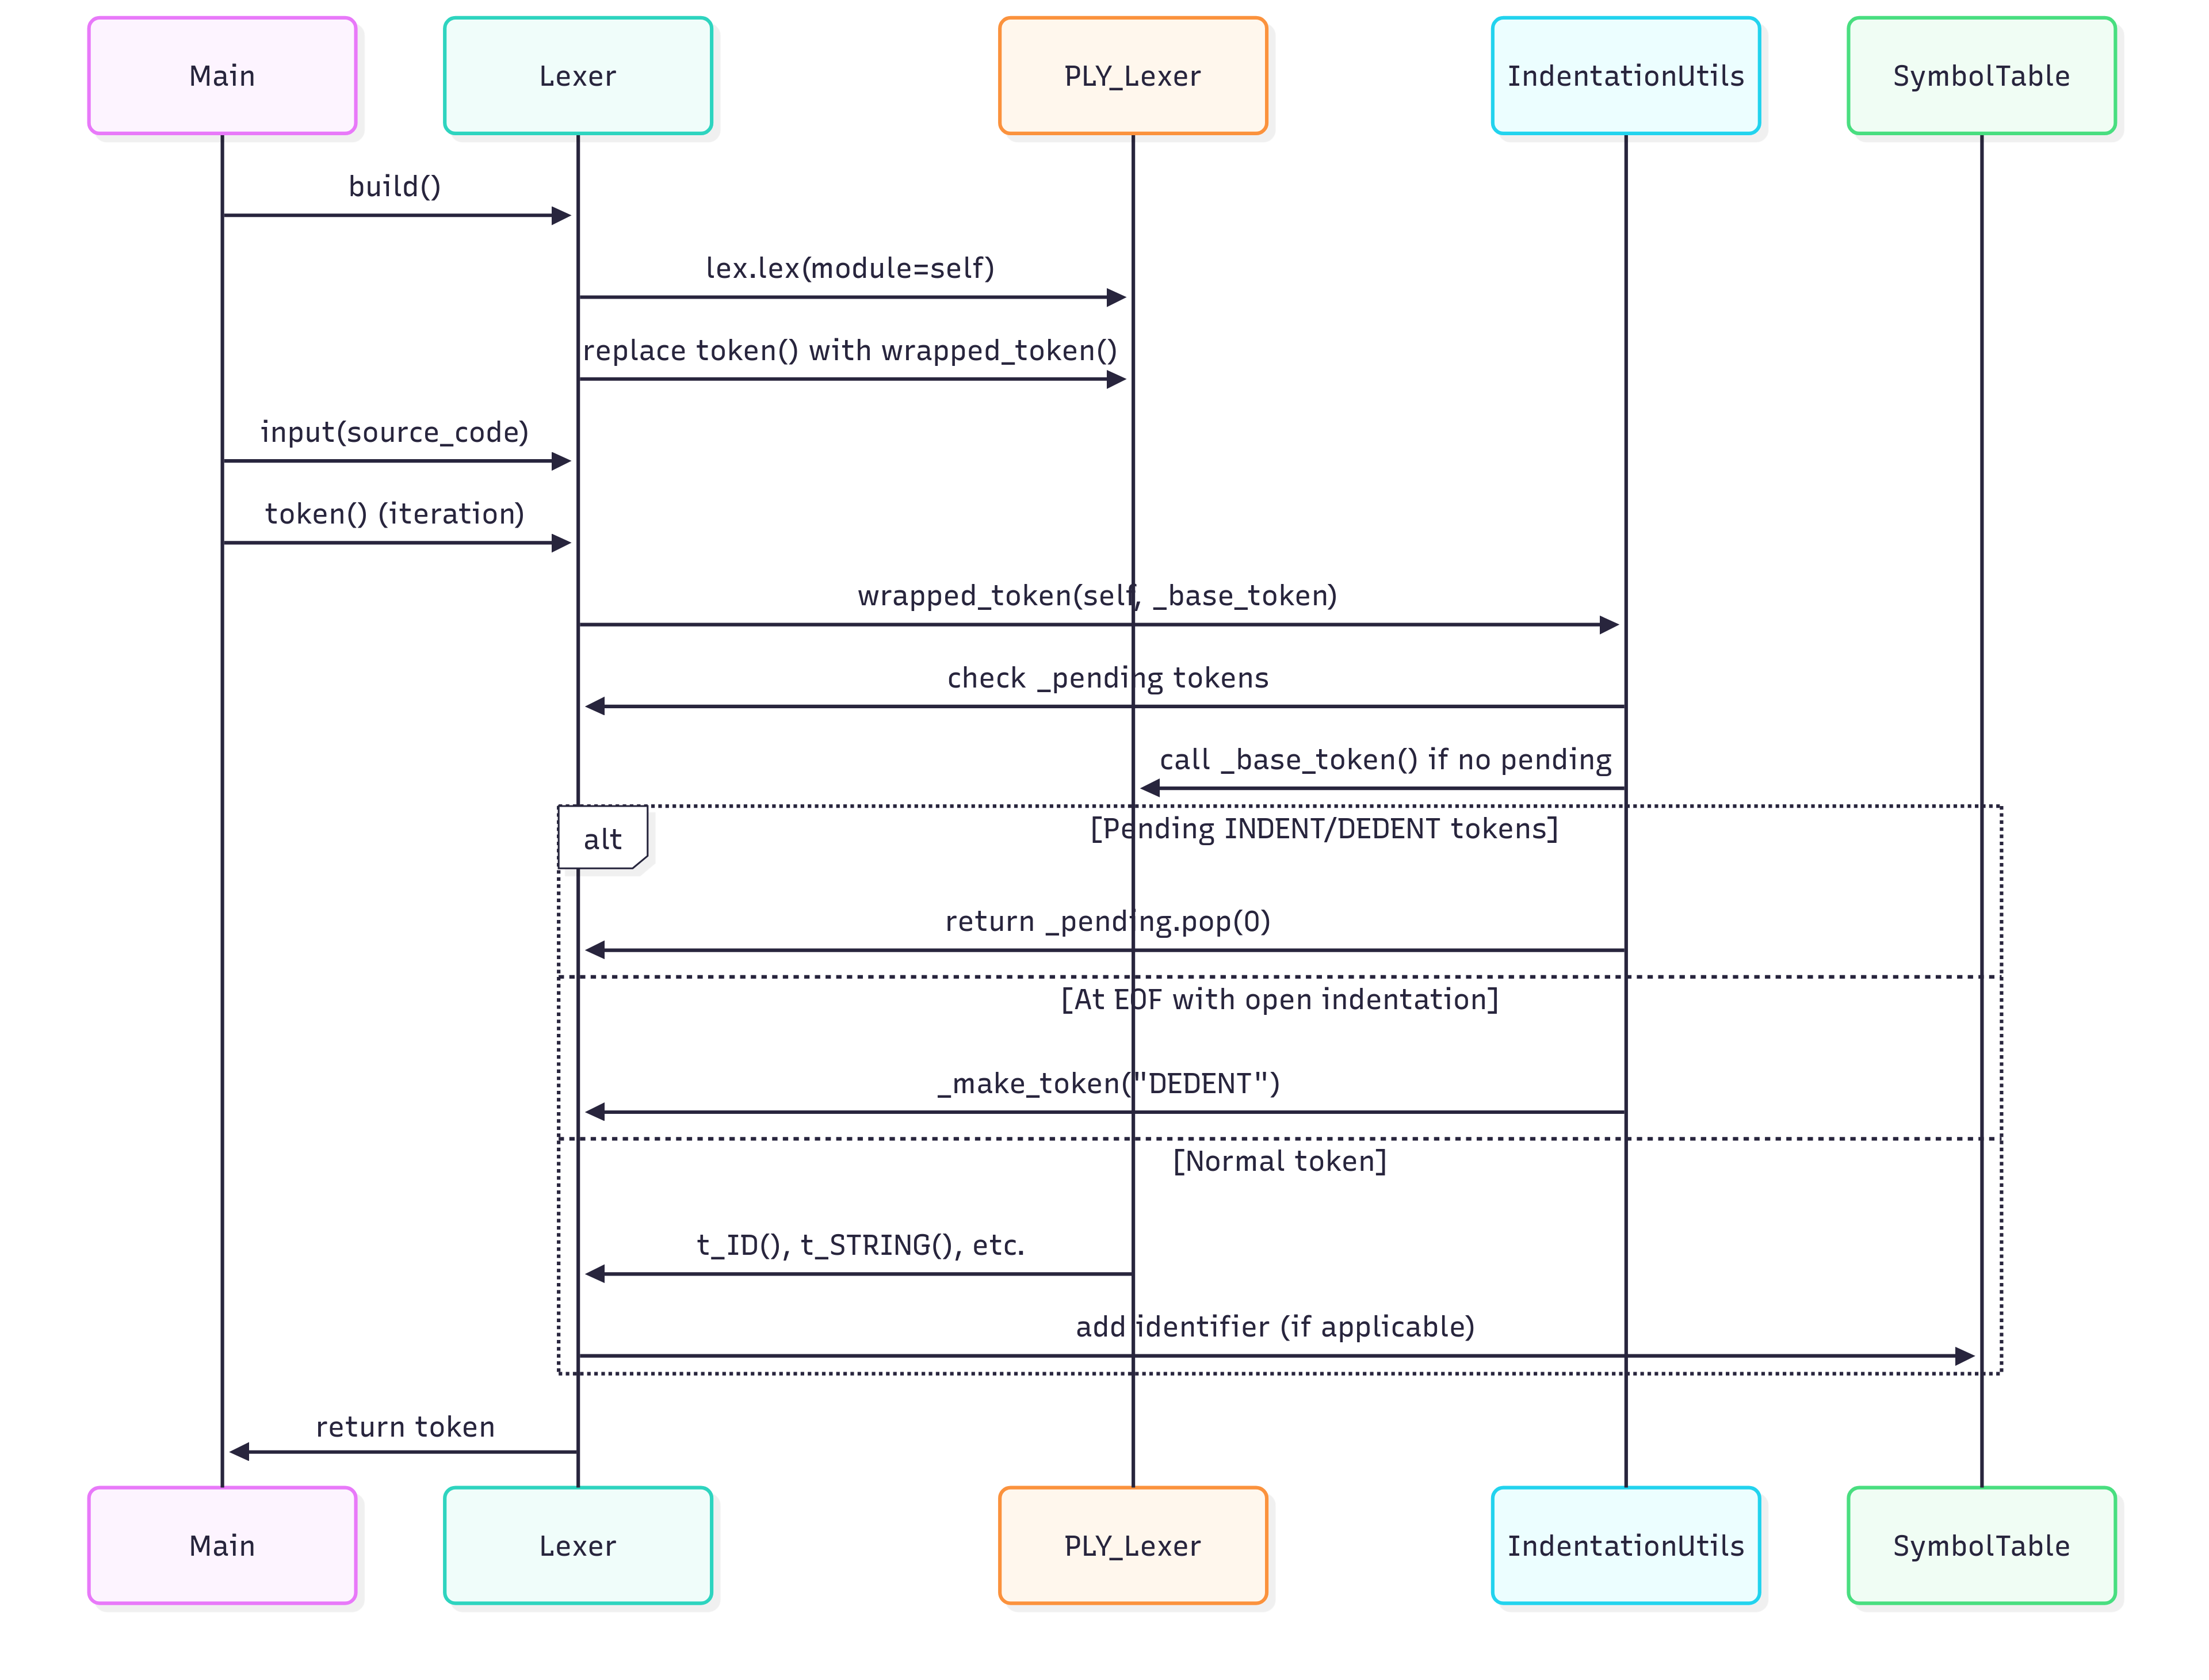 Main
Lexer
PLY_Lexer
IndentationUtils
SymbolTable
build()
lex.lex(module=self)
replace token() with wrapped_token()
input(source_code)
token() (iteration)
wrapped_token(self, _base_token)
check _pending tokens
call _base_token() if no pending
alt
[Pending INDENT/DEDENT tokens]
return _pending.pop(0)
[At EOF with open indentation]
_make_token("DEDENT")
[Normal token]
t_ID(), t_STRING(), etc.
add identifier (if applicable)
return token
Main
Lexer
PLY_Lexer
IndentationUtils
SymbolTable